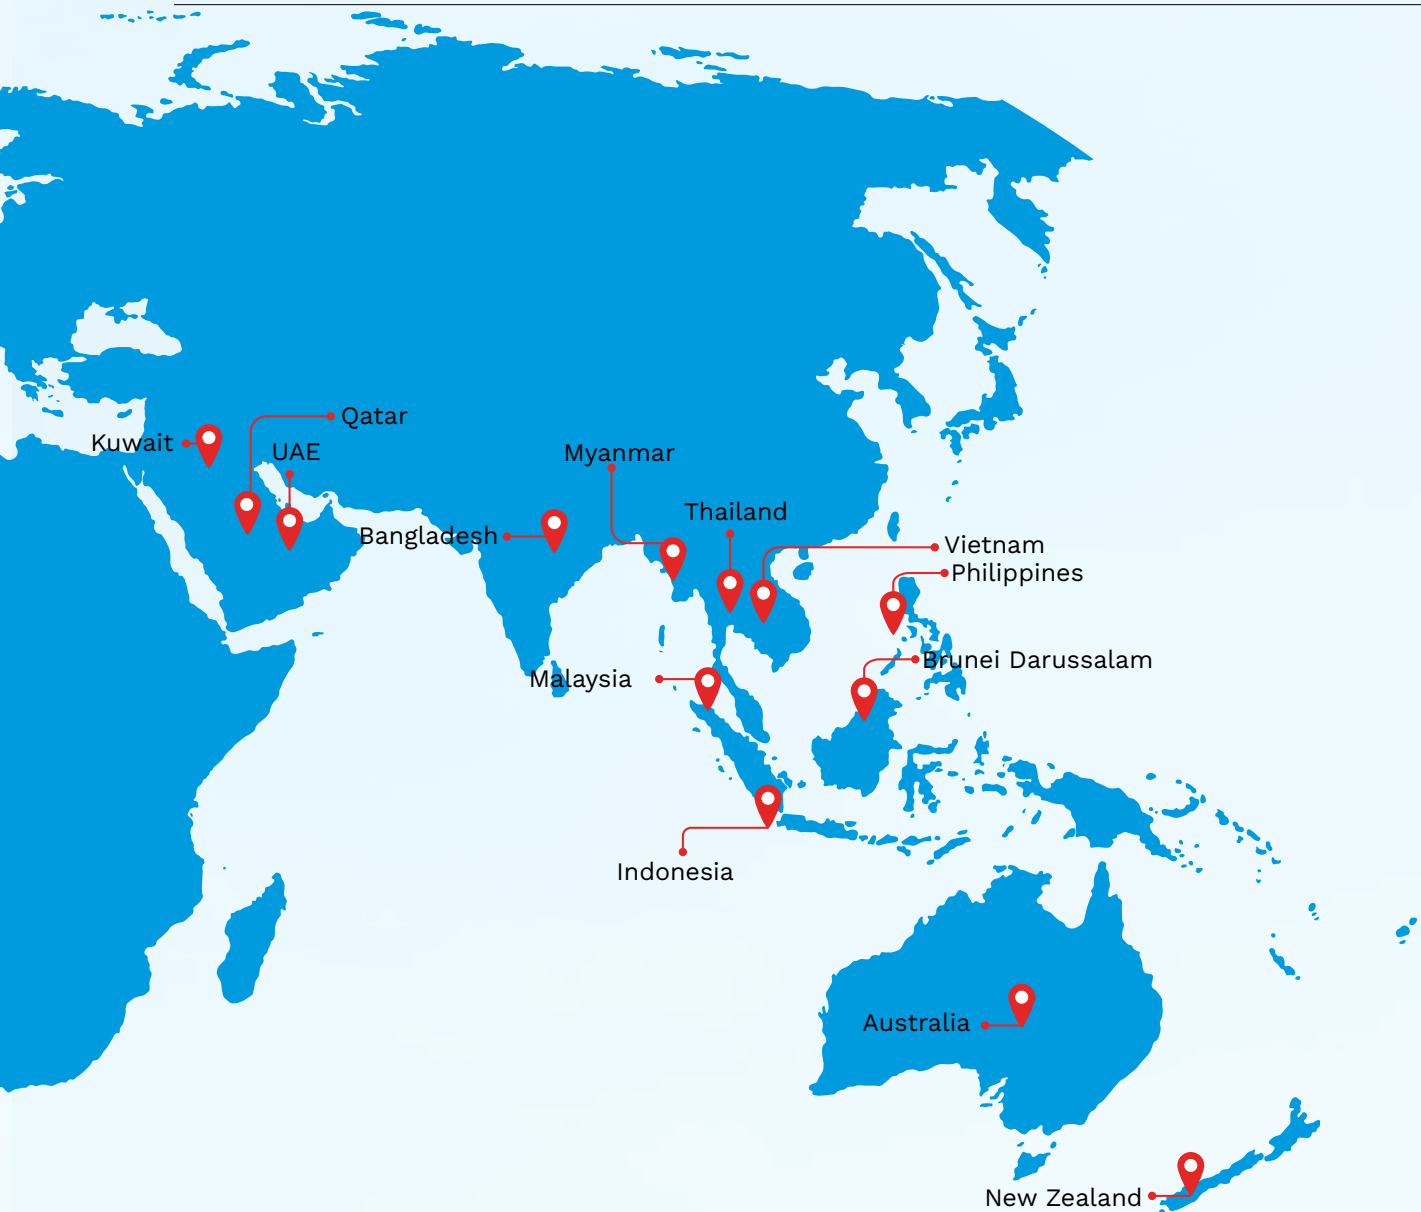 Qatar
Kuwait
UAE
Myanmar
Thailand
Bangladesh
Vietnam
Philippines
Brunei Darussalam
Malaysia
Indonesia
Australia
New Zealand